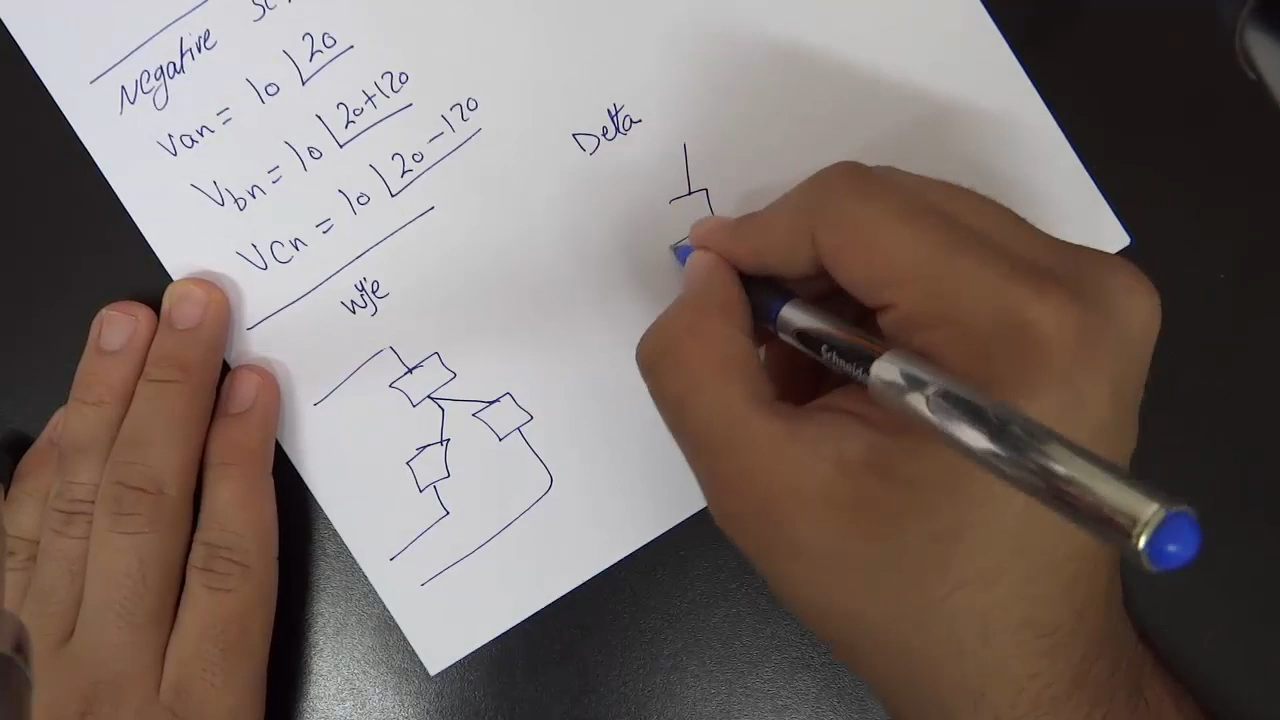 Negative
Van = 10 ∠20
Vbn = 10 ∠20+120
Vcn = 10 ∠20-120
Wye
Delta
Schneider